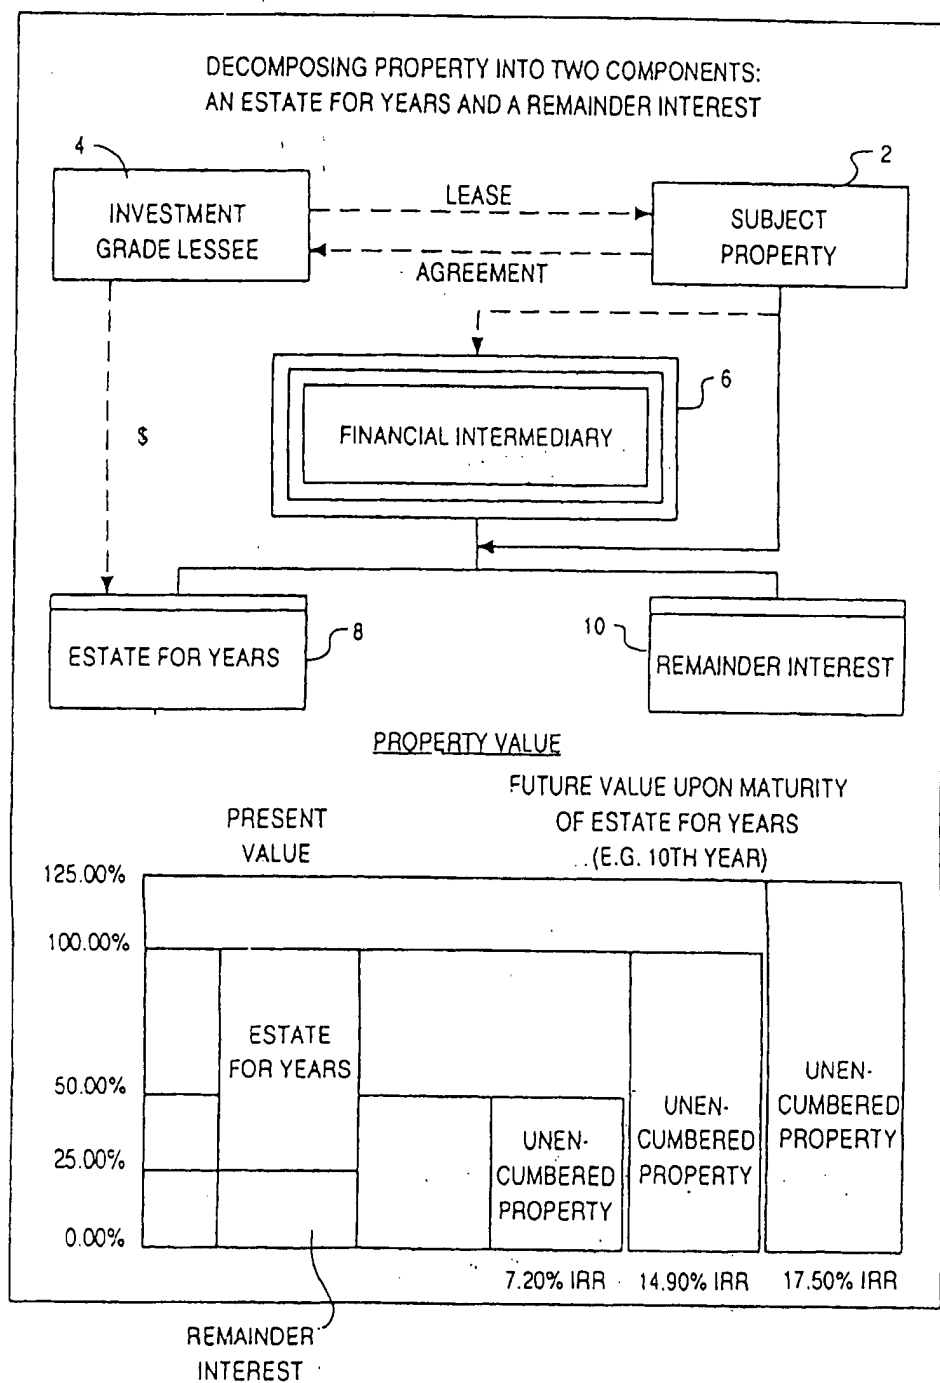 DECOMPOSING PROPERTY INTO TWO COMPONENTS:
AN ESTATE FOR YEARS AND A REMAINDER INTEREST
4
2
INVESTMENT
GRADE LESSEE
LEASE
AGREEMENT
SUBJECT
PROPERTY
$
6
FINANCIAL INTERMEDIARY
8
ESTATE FOR YEARS
10
REMAINDER INTEREST
PROPERTY VALUE
PRESENT
VALUE
FUTURE VALUE UPON MATURITY
OF ESTATE FOR YEARS
(E.G. 10TH YEAR)
125.00%
100.00%
50.00%
25.00%
0.00%
ESTATE
FOR YEARS
UNEN-
CUMBERED
PROPERTY
UNEN-
CUMBERED
PROPERTY
UNEN-
CUMBERED
PROPERTY
7.20% IRR
14.90% IRR
17.50% IRR
REMAINDER
INTEREST